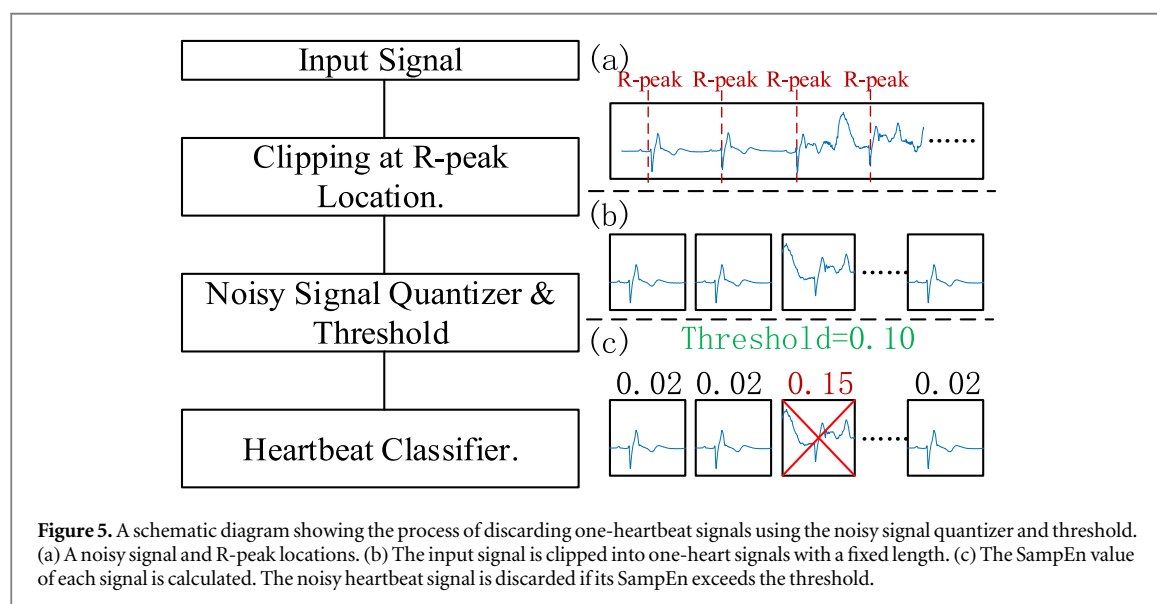 Input Signal
Clipping at R-peak
Location.
Noisy Signal Quantizer &
Threshold
Heartbeat Classifier.
(a)
R-peak R-peak R-peak R-peak
......
(b)
......
Threshold=0.10
(c)
0.02 0.02 0.15 0.02
......
Figure 5. A schematic diagram showing the process of discarding one-heartbeat signals using the noisy signal quantizer and threshold.
(a) A noisy signal and R-peak locations. (b) The input signal is clipped into one-heart signals with a fixed length. (c) The SampEn value
of each signal is calculated. The noisy heartbeat signal is discarded if its SampEn exceeds the threshold.